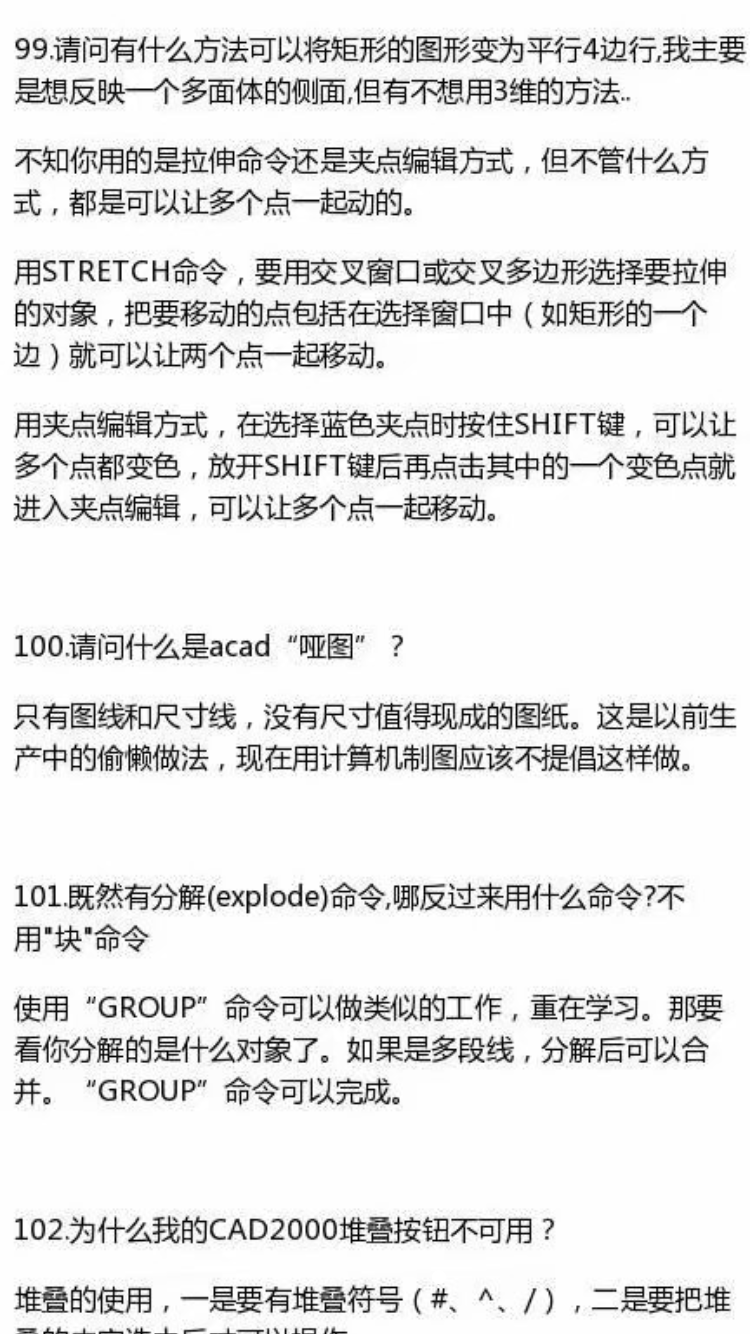 99.请问有什么方法可以将矩形的图形变为平行4边行,我主要
是想反映一个多面体的侧面,但有不想用3维的方法..
不知你用的是拉伸命令还是夹点编辑方式，但不管什么方
式，都是可以让多个点一起动的。
用STRETCH命令，要用交叉窗口或交叉多边形选择要拉伸
的对象，把要移动的点包括在选择窗口中（如矩形的一个
边）就可以让两个点一起移动。
用夹点编辑方式，在选择蓝色夹点时按住SHIFT键，可以让
多个点都变色，放开SHIFT键后再点击其中的一个变色点就
进入夹点编辑，可以让多个点一起移动。
100.请问什么是acad“哑图”？
只有图线和尺寸线，没有尺寸值得现成的图纸。这是以前生
产中的偷懒做法，现在用计算机制图应该不提倡这样做。
101.既然有分解(explode)命令,哪反过来用什么命令?不
用"块"命令
使用“GROUP”命令可以做类似的工作，重在学习。那要
看你分解的是什么对象了。如果是多段线，分解后可以合
并。“GROUP”命令可以完成。
102.为什么我的CAD2000堆叠按钮不可用？
堆叠的使用，一是要有堆叠符号（#、^、/），二是要把堆